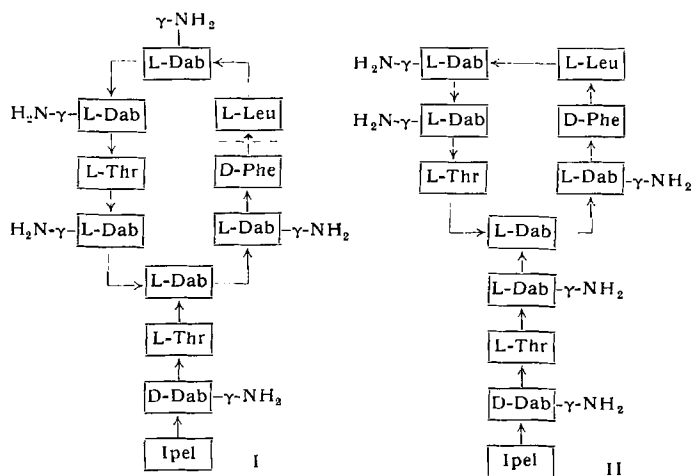 γ-NH₂
L-Dab
H₂N-γ-L-Dab
L-Leu
L-Thr
D-Phe
H₂N-γ-L-Dab
L-Dab-γ-NH₂
L-Dab
L-Thr
D-Dab-γ-NH₂
Ipel
I
H₂N-γ-L-Dab
L-Leu
H₂N-γ-L-Dab
D-Phe
L-Thr
L-Dab-γ-NH₂
L-Dab
L-Dab-γ-NH₂
L-Thr
D-Dab-γ-NH₂
Ipel
II